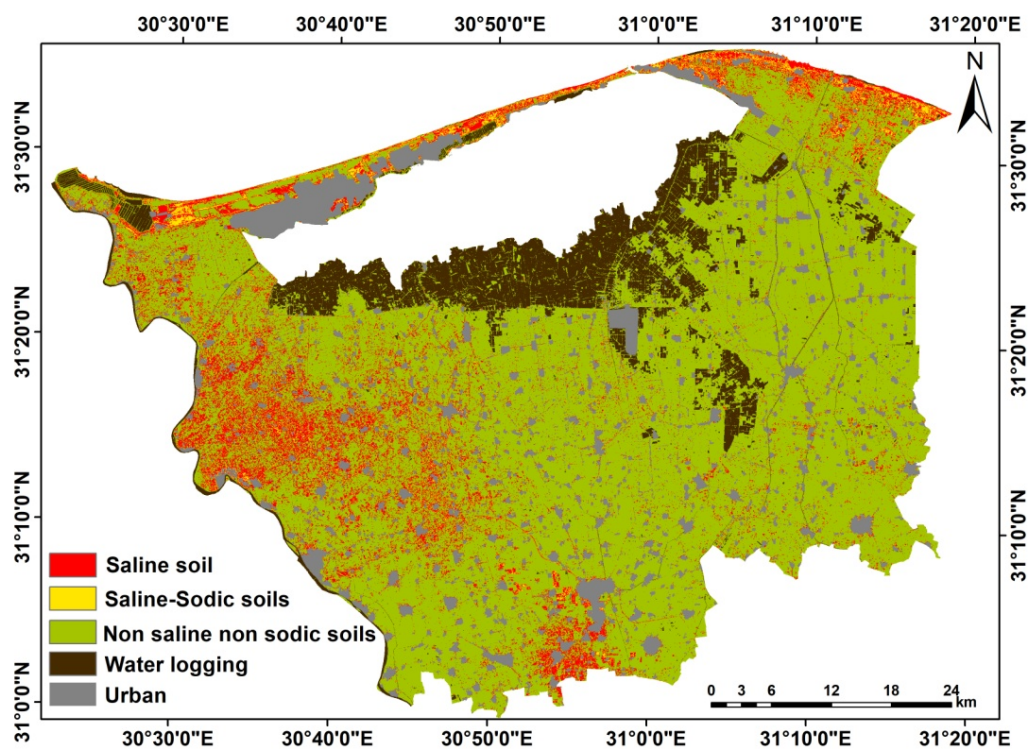 30°30'0"E 30°40'0"E 30°50'0"E 31°0'0"E 31°10'0"E 31°20'0"E
N
31°30'0"N
31°30'0"N
31°20'0"N
31°20'0"N
31°10'0"N
31°10'0"N
31°0'0"N
31°0'0"N
Saline soil
Saline-Sodic soils
Non saline non sodic soils
Water logging
Urban
0 3 6 12 18 24
km
30°30'0"E 30°40'0"E 30°50'0"E 31°0'0"E 31°10'0"E 31°20'0"E